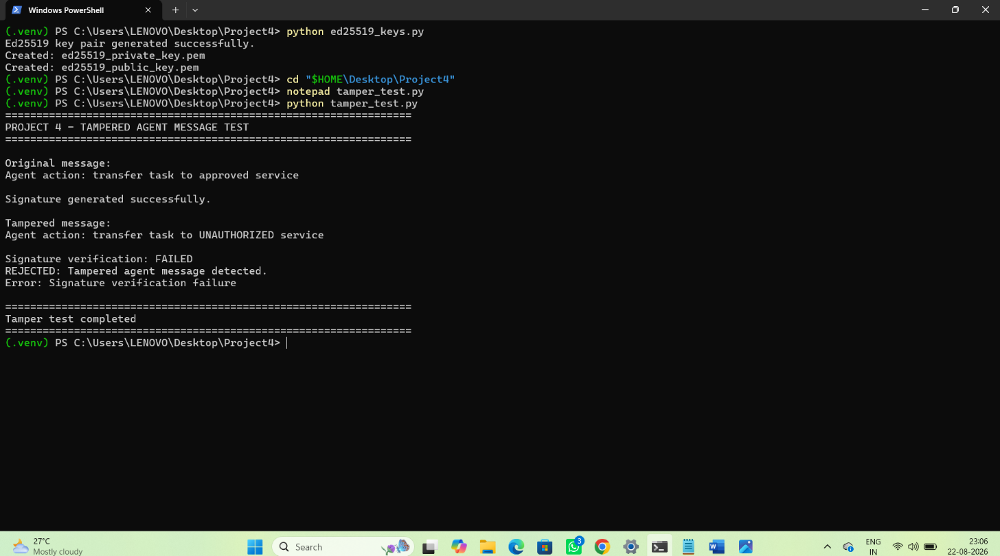 Windows PowerShell
(.venv) PS C:\Users\LENOVO\Desktop\Project4> python ed25519_keys.py
Ed25519 key pair generated successfully.
Created: ed25519_private_key.pem
Created: ed25519_public_key.pem
(.venv) PS C:\Users\LENOVO\Desktop\Project4> cd "$HOME\Desktop\Project4"
(.venv) PS C:\Users\LENOVO\Desktop\Project4> notepad tamper_test.py
(.venv) PS C:\Users\LENOVO\Desktop\Project4> python tamper_test.py
=================================================================
PROJECT 4 - TAMPERED AGENT MESSAGE TEST
=================================================================
Original message:
Agent action: transfer task to approved service
Signature generated successfully.
Tampered message:
Agent action: transfer task to UNAUTHORIZED service
Signature verification: FAILED
REJECTED: Tampered agent message detected.
Error: Signature verification failure
=================================================================
Tamper test completed
=================================================================
(.venv) PS C:\Users\LENOVO\Desktop\Project4>
27°C
Mostly cloudy
Search
3
W
ENG
IN
23:06
22-08-2026